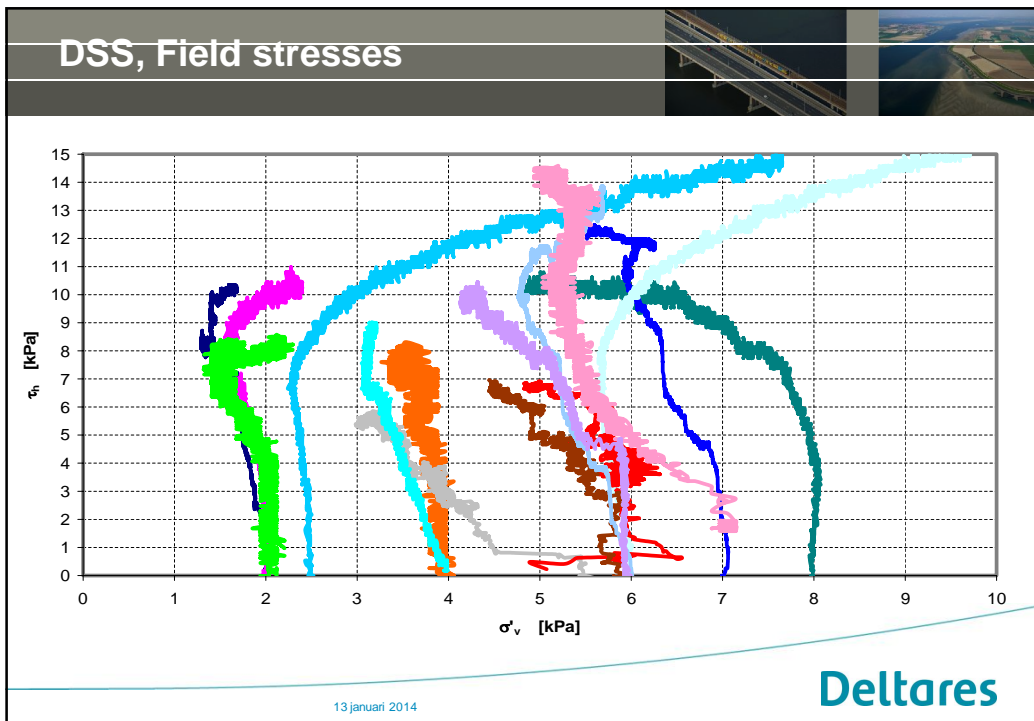 DSS, Field stresses
15
14
13
12
11
10
9
8
7
6
5
4
3
2
1
0
τh [kPa]
0 1 2 3 4 5 6 7 8 9 10
σ'v [kPa]
13 januari 2014
Deltares